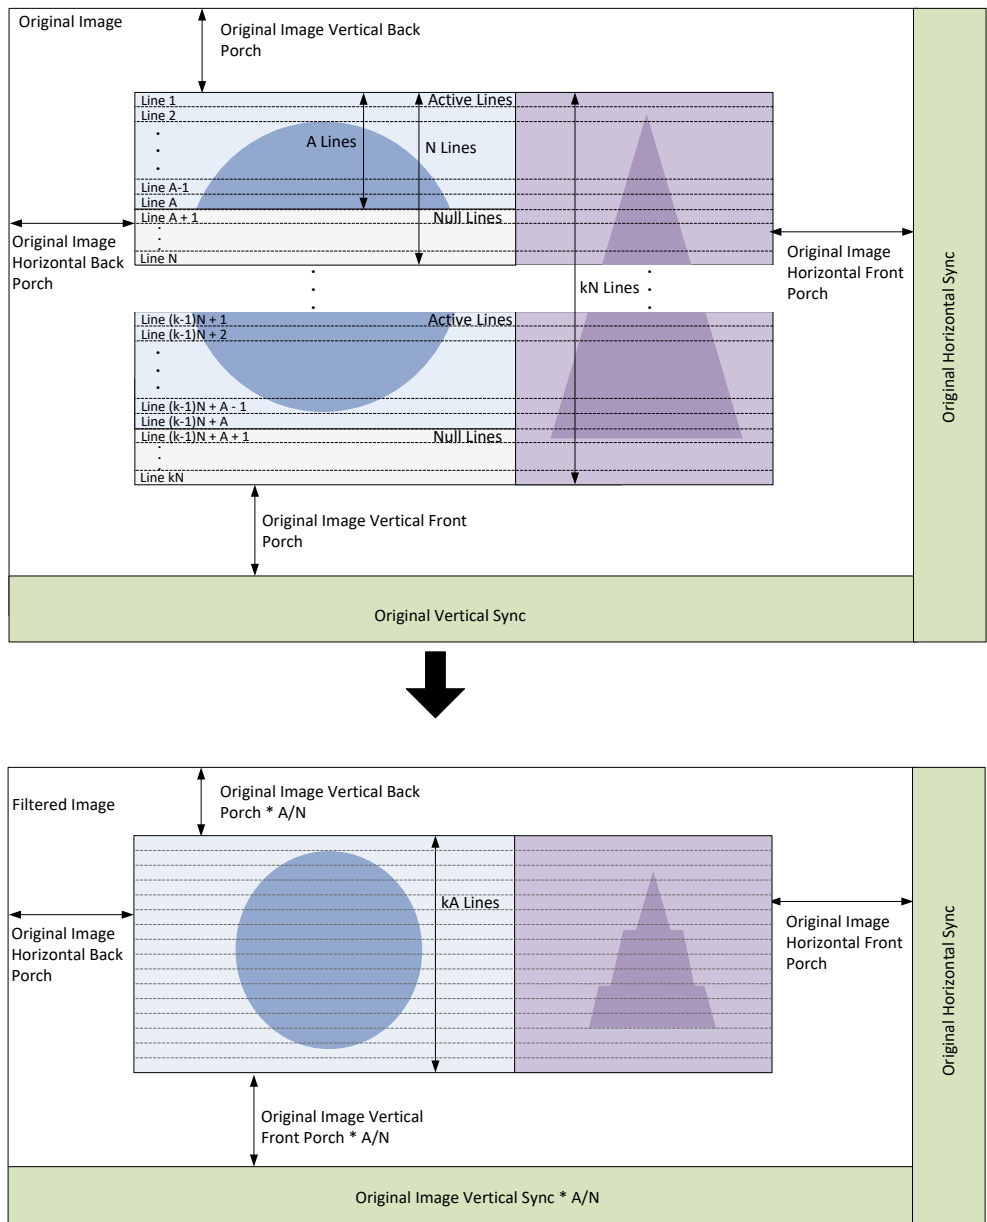 Original Image
Original Image Vertical Back
Porch
Line 1
Active Lines
Line 2
A Lines
N Lines
Line A-1
Line A
Line A + 1
Null Lines
Line N
Original Image
Horizontal Back
Porch
Original Image
Horizontal Front
Porch
kN Lines
Line (k-1)N + 1
Active Lines
Line (k-1)N + 2
Line (k-1)N + A - 1
Line (k-1)N + A
Line (k-1)N + A + 1
Null Lines
Line kN
Original Image Vertical Front
Porch
Original Vertical Sync
Original Horizontal Sync
Filtered Image
Original Image Vertical Back
Porch * A/N
kA Lines
Original Image
Horizontal Back
Porch
Original Image
Horizontal Front
Porch
Original Image Vertical
Front Porch * A/N
Original Image Vertical Sync * A/N
Original Horizontal Sync